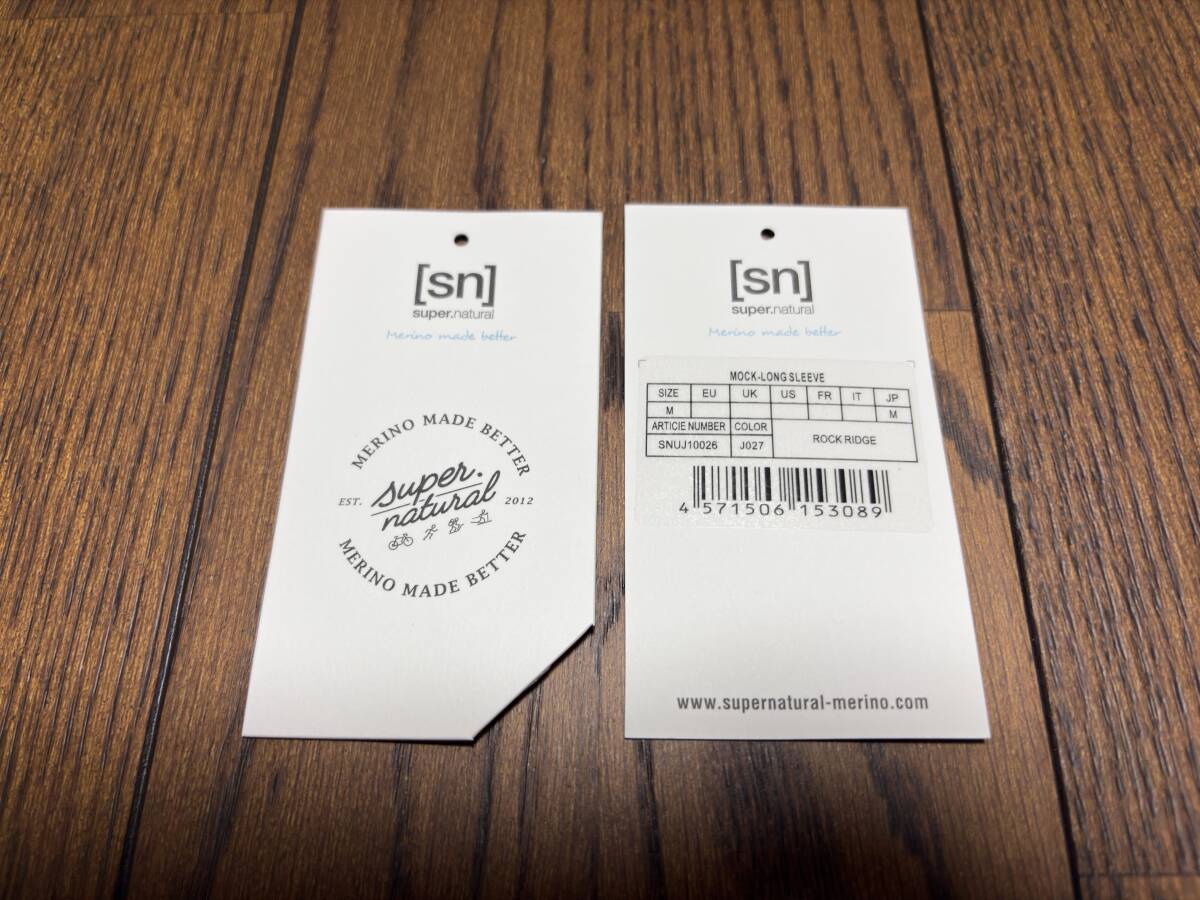 [sn]
super.natural
Merino made better
MERINO MADE BETTER
EST.
super.
natural
2012
MERINO MADE BETTER
[sn]
super.natural
Merino made better
MOCK-LONG SLEEVE
SIZE EU UK US FR IT JP
M M
ARTICIE NUMBER COLOR ROCK RIDGE
SNUJ10026 J027
4 571506 153089
www.supernatural-merino.com